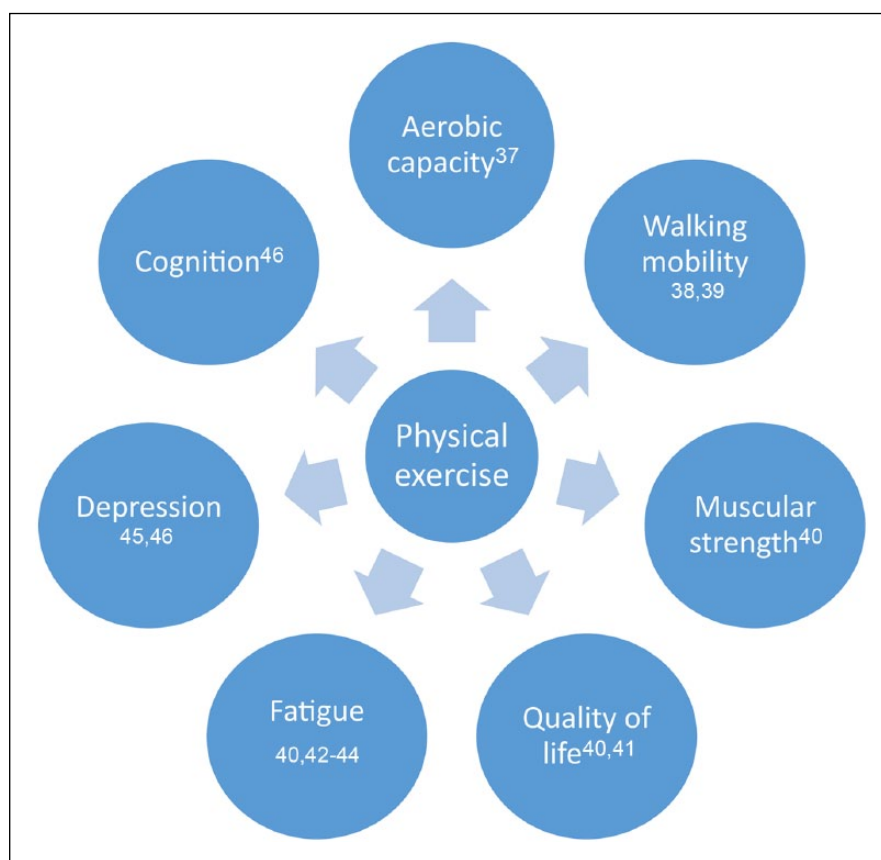 Aerobic
capacity37
Walking
mobility
38,39
Muscular
strength40
Quality of
life40,41
Fatigue
40,42-44
Depression
45,46
Cognition46
Physical
exercise